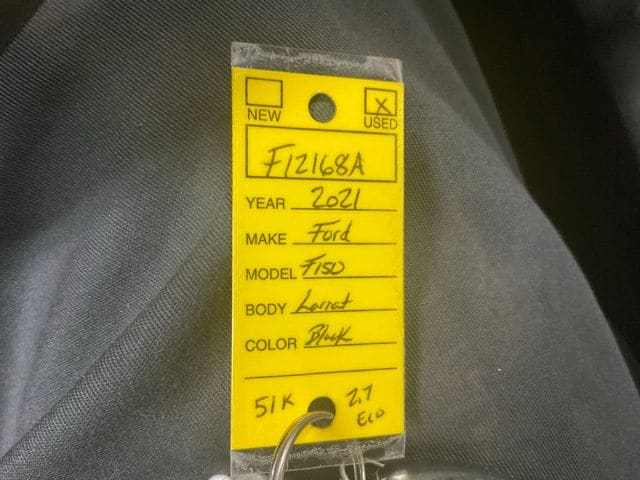 NEW X USED
F12168A
YEAR 2021
MAKE Ford
MODEL F150
BODY Lariat
COLOR Black
51K 2.7
Eco